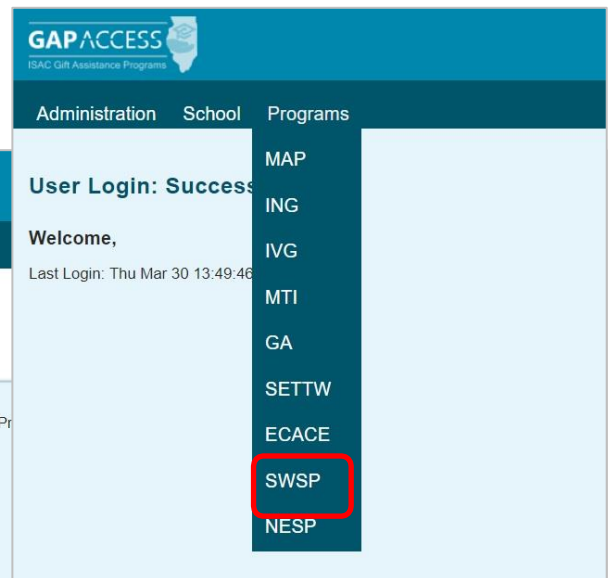 GAP ACCESS
ISAC Gift Assistance Programs
Administration School Programs
MAP
User Login: Success
ING
Welcome,
IVG
Last Login: Thu Mar 30 13:49:46
MTI
GA
SETTW
Pr
ECACE
SWSP
NESP